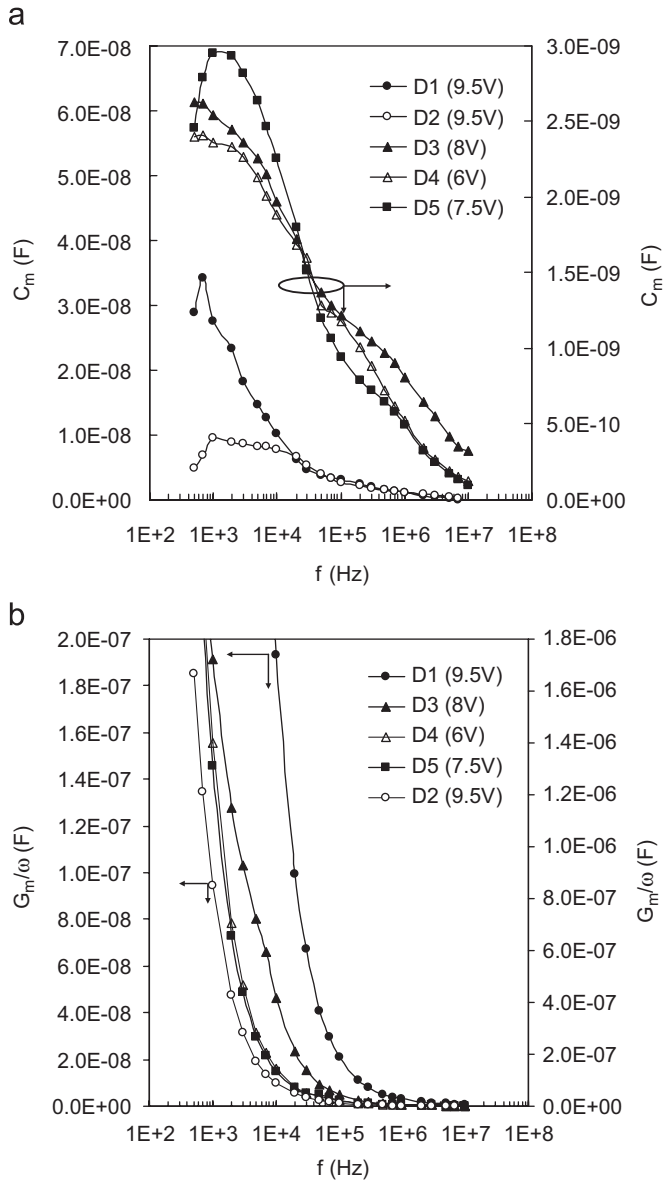 a
7.0E-08
6.0E-08
5.0E-08
4.0E-08
3.0E-08
2.0E-08
1.0E-08
0.0E+00
C_m (F)
3.0E-09
2.5E-09
2.0E-09
1.5E-09
1.0E-09
5.0E-10
0.0E+00
C_m (F)
D1 (9.5V)
D2 (9.5V)
D3 (8V)
D4 (6V)
D5 (7.5V)
1E+2 1E+3 1E+4 1E+5 1E+6 1E+7 1E+8
f (Hz)
b
2.0E-07
1.8E-07
1.6E-07
1.4E-07
1.2E-07
1.0E-07
8.0E-08
6.0E-08
4.0E-08
2.0E-08
0.0E+00
G_m/ω (F)
1.8E-06
1.6E-06
1.4E-06
1.2E-06
1.0E-06
8.0E-07
6.0E-07
4.0E-07
2.0E-07
0.0E+00
G_m/ω (F)
D1 (9.5V)
D3 (8V)
D4 (6V)
D5 (7.5V)
D2 (9.5V)
1E+2 1E+3 1E+4 1E+5 1E+6 1E+7 1E+8
f (Hz)